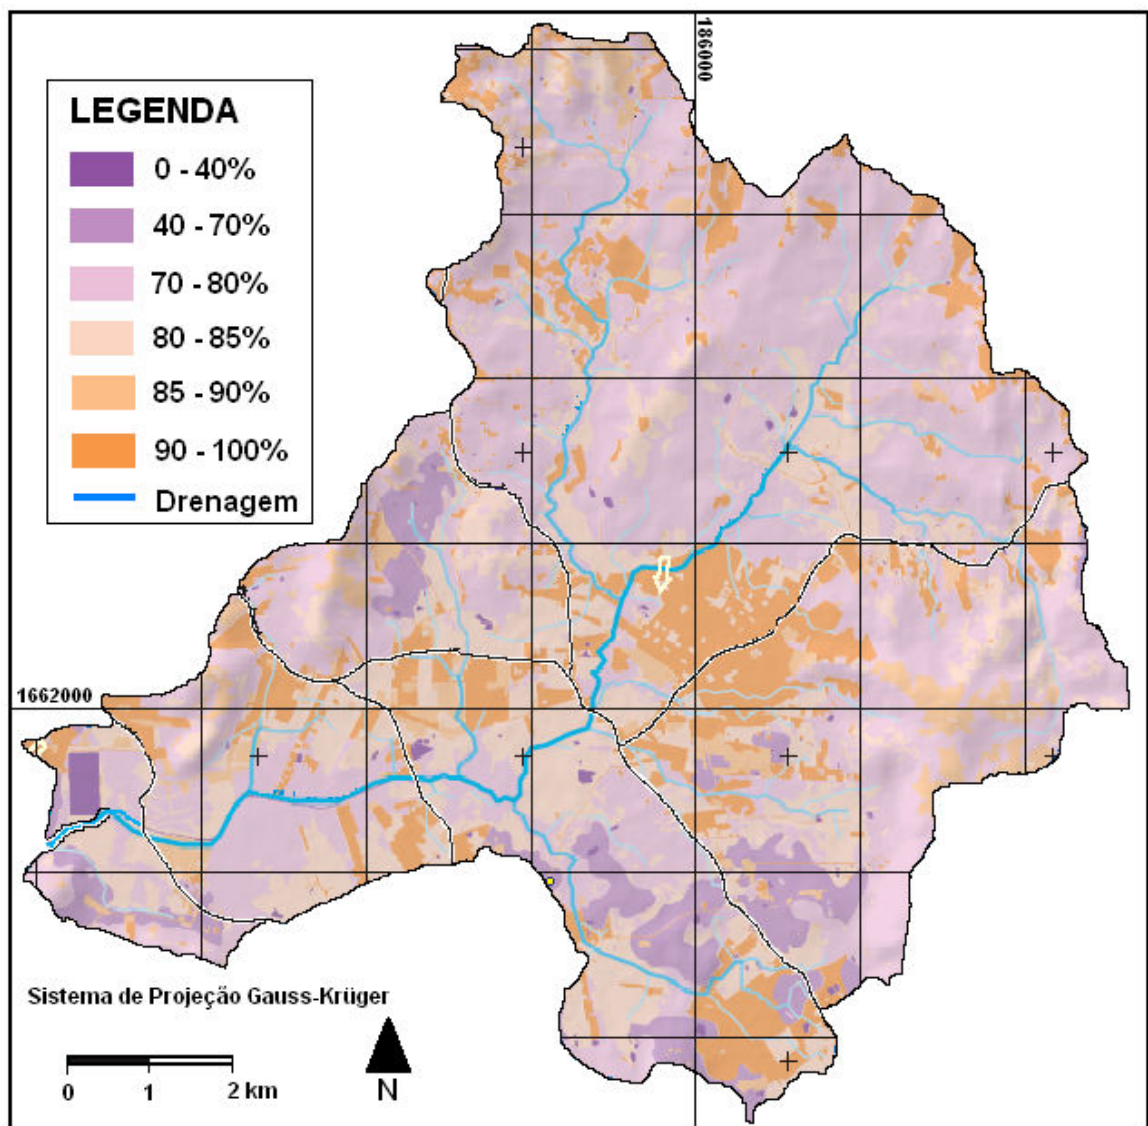 186000
LEGENDA
0 - 40%
40 - 70%
70 - 80%
80 - 85%
85 - 90%
90 - 100%
Drenagem
1662000
Sistema de Projeção Gauss-Krüger
0 1 2 km
N